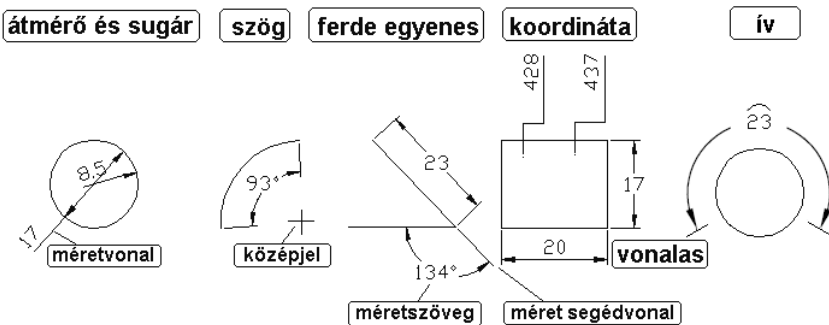 átmérő és sugár
szög
ferde egyenes
koordináta
ív
428
437
23
8.5
93°
23
17
17
méretvonal
középjel
20
vonalas
134°
méretszöveg
méret segédvonal